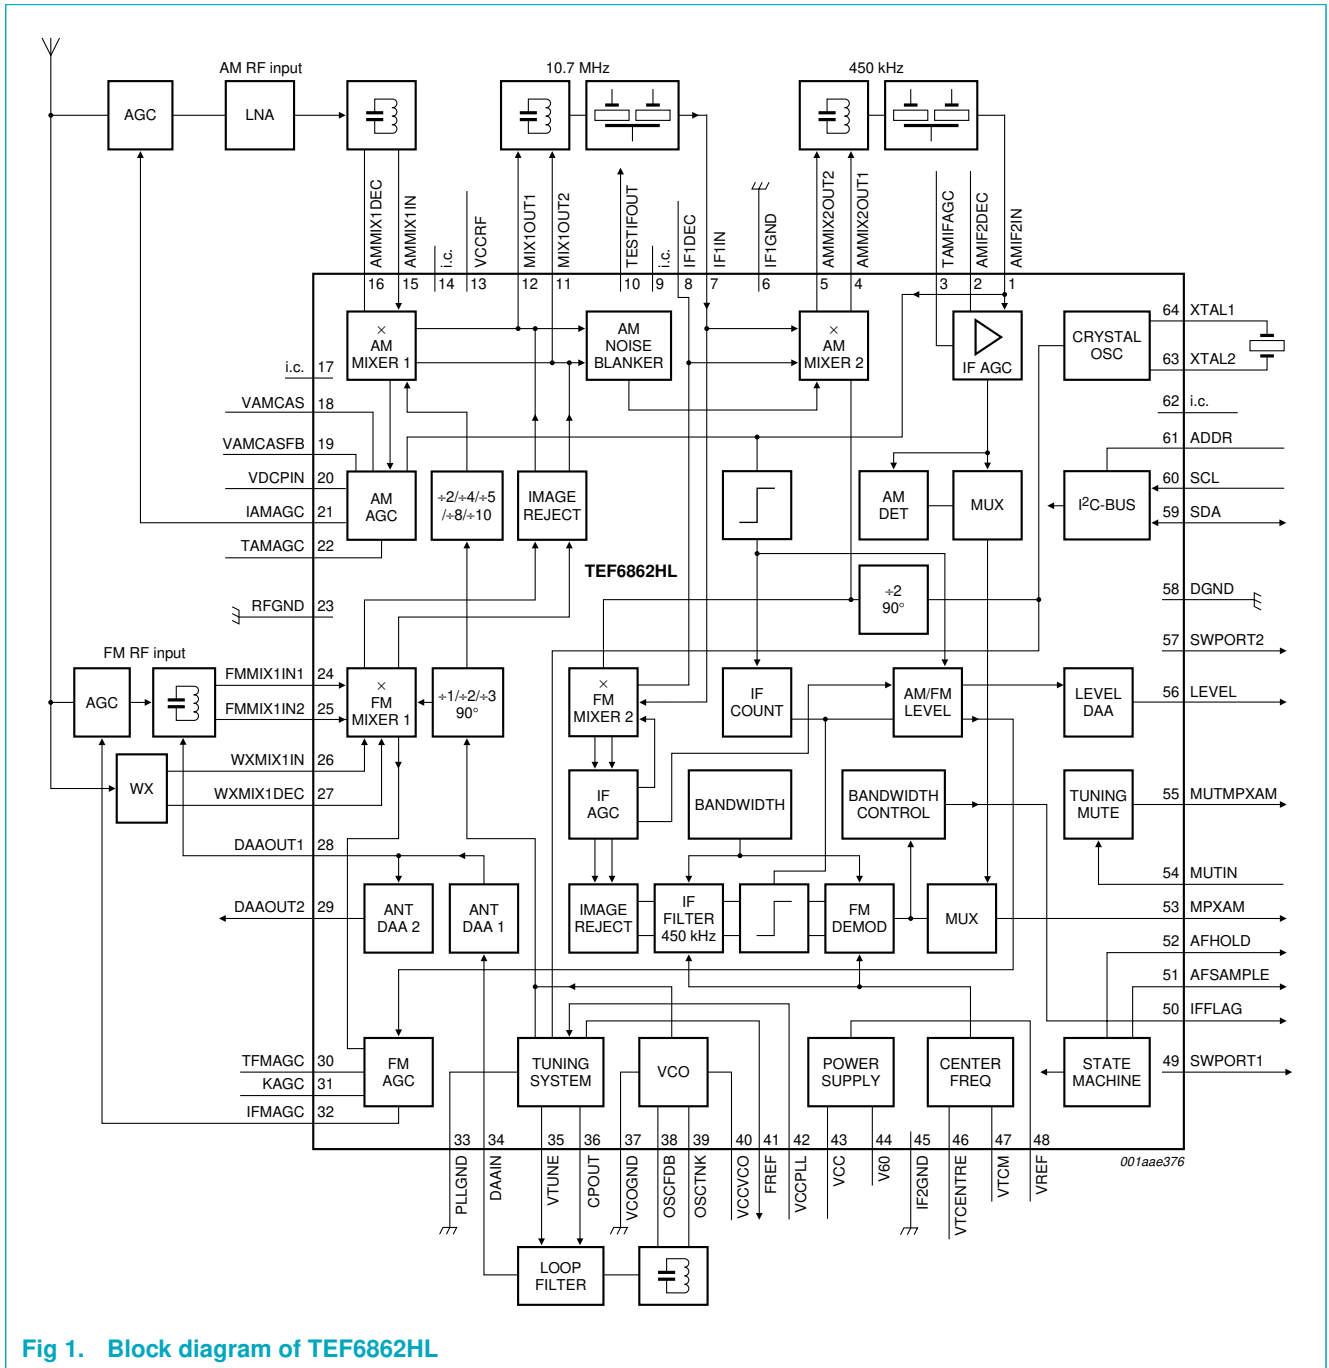 AM RF input
10.7 MHz
450 kHz
AGC
LNA
AMMIX1DEC
AMMIX1IN
i.c.
VCCRF
MIX1OUT1
MIX1OUT2
TESTIFOUT
i.c.
IF1DEC
IF1IN
IF1GND
AMMIX2OUT2
AMMIX2OUT1
TAMIFAGC
AMIF2DEC
AMIF2IN
16 15 14 13 12 11 10 9 8 7 6 5 4 3 2 1
×
AM
MIXER 1
AM
NOISE
BLANKER
×
AM
MIXER 2
IF AGC
CRYSTAL
OSC
64 XTAL1
63 XTAL2
i.c. 17
VAMCAS 18
VAMCASFB 19
VDCPIN 20
IAMAGC 21
TAMAGC 22
62 i.c.
61 ADDR
60 SCL
59 SDA
AM
AGC
÷2/÷4/÷5
/÷8/÷10
IMAGE
REJECT
AM
DET
MUX
I²C-BUS
TEF6862HL
÷2
90°
RFGND 23
58 DGND
57 SWPORT2
FM RF input
AGC
FMMIX1IN1 24
FMMIX1IN2 25
×
FM
MIXER 1
÷1/÷2/÷3
90°
×
FM
MIXER 2
IF
COUNT
AM/FM
LEVEL
LEVEL
DAA
56 LEVEL
WX
WXMIX1IN 26
WXMIX1DEC 27
IF
AGC
BANDWIDTH
BANDWIDTH
CONTROL
TUNING
MUTE
55 MUTMPXAM
DAAOUT1 28
DAAOUT2 29
ANT
DAA 2
ANT
DAA 1
IMAGE
REJECT
IF
FILTER
450 kHz
FM
DEMOD
MUX
54 MUTIN
53 MPXAM
52 AFHOLD
51 AFSAMPLE
50 IFFLAG
49 SWPORT1
TFMAGC 30
KAGC 31
IFMAGC 32
FM
AGC
TUNING
SYSTEM
VCO
POWER
SUPPLY
CENTER
FREQ
STATE
MACHINE
33 34 35 36 37 38 39 40 41 42 43 44 45 46 47 48
PLLGND
DAAIN
VTUNE
CPOUT
VCOGND
OSCFDB
OSCTNK
VCCVCO
FREF
VCCPLL
VCC
V60
IF2GND
VTCENTRE
VTCM
VREF
001aae376
LOOP
FILTER
Fig 1. Block diagram of TEF6862HL